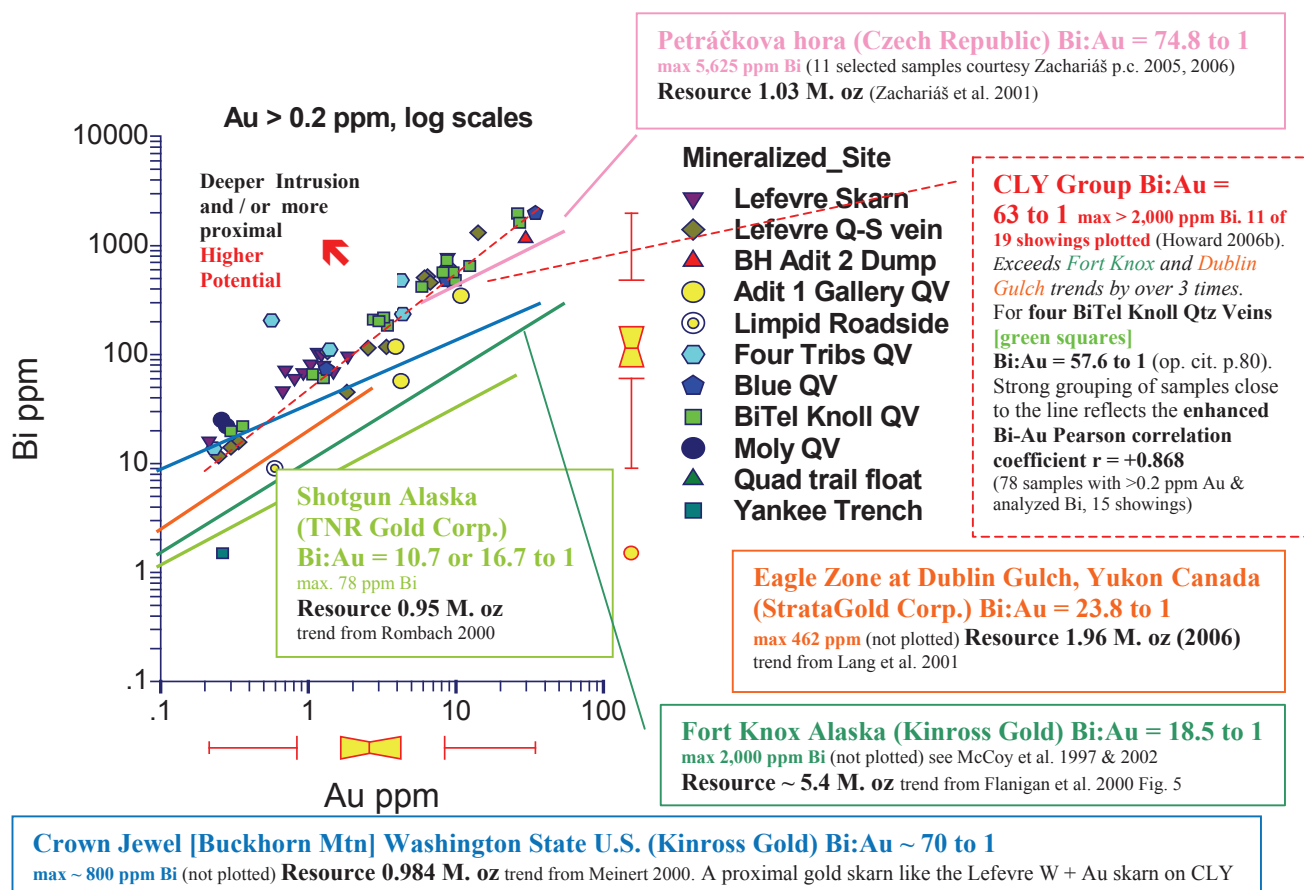 Petráčkova hora (Czech Republic) Bi:Au = 74.8 to 1
max 5,625 ppm Bi (11 selected samples courtesy Zachariáš p.c. 2005, 2006)
Resource 1.03 M. oz (Zachariáš et al. 2001)
Au > 0.2 ppm, log scales
10000
1000
100
10
1
.1
Bi ppm
Deeper Intrusion
and / or more
proximal
Higher
Potential
Mineralized_Site
Lefevre Skarn
Lefevre Q-S vein
BH Adit 2 Dump
Adit 1 Gallery QV
Limpid Roadside
Four Tribs QV
Blue QV
BiTel Knoll QV
Moly QV
Quad trail float
Yankee Trench
CLY Group Bi:Au =
63 to 1 max > 2,000 ppm Bi. 11 of
19 showings plotted (Howard 2006b).
Exceeds Fort Knox and Dublin
Gulch trends by over 3 times.
For four BiTel Knoll Qtz Veins
[green squares]
Bi:Au = 57.6 to 1 (op. cit. p.80).
Strong grouping of samples close
to the line reflects the enhanced
Bi-Au Pearson correlation
coefficient r = +0.868
(78 samples with >0.2 ppm Au &
analyzed Bi, 15 showings)
Shotgun Alaska
(TNR Gold Corp.)
Bi:Au = 10.7 or 16.7 to 1
max. 78 ppm Bi
Resource 0.95 M. oz
trend from Rombach 2000
.1 1 10 100
Au ppm
Eagle Zone at Dublin Gulch, Yukon Canada
(StrataGold Corp.) Bi:Au = 23.8 to 1
max 462 ppm (not plotted) Resource 1.96 M. oz (2006)
trend from Lang et al. 2001
Fort Knox Alaska (Kinross Gold) Bi:Au = 18.5 to 1
max 2,000 ppm Bi (not plotted) see McCoy et al. 1997 & 2002
Resource ~ 5.4 M. oz trend from Flanigan et al. 2000 Fig. 5
Crown Jewel [Buckhorn Mtn] Washington State U.S. (Kinross Gold) Bi:Au ~ 70 to 1
max ~ 800 ppm Bi (not plotted) Resource 0.984 M. oz trend from Meinert 2000. A proximal gold skarn like the Lefevre W + Au skarn on CLY